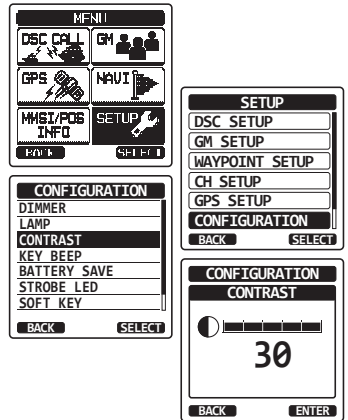 MENU
DSC CALL
GM
GPS
NAVI
MMSI/POS
INFO
SETUP
BACK
SELECT
SETUP
DSC SETUP
GM SETUP
WAYPOINT SETUP
CH SETUP
GPS SETUP
CONFIGURATION
BACK SELECT
CONFIGURATION
DIMMER
LAMP
CONTRAST
KEY BEEP
BATTERY SAVE
STROBE LED
SOFT KEY
BACK SELECT
CONFIGURATION
CONTRAST
30
BACK ENTER